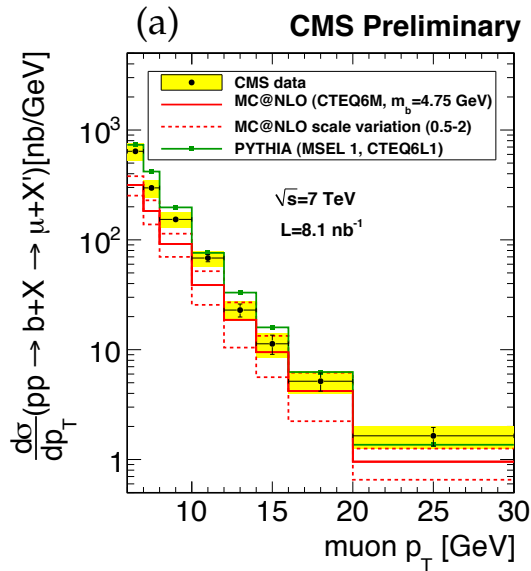 (a) CMS Preliminary
CMS data
MC@NLO (CTEQ6M, m_b=4.75 GeV)
MC@NLO scale variation (0.5-2)
PYTHIA (MSEL 1, CTEQ6L1)
√s=7 TeV
L=8.1 nb⁻¹
dσ/dp_T (pp → b+X → μ+X')[nb/GeV]
10³
10²
10
1
10 15 20 25 30
muon p_T [GeV]